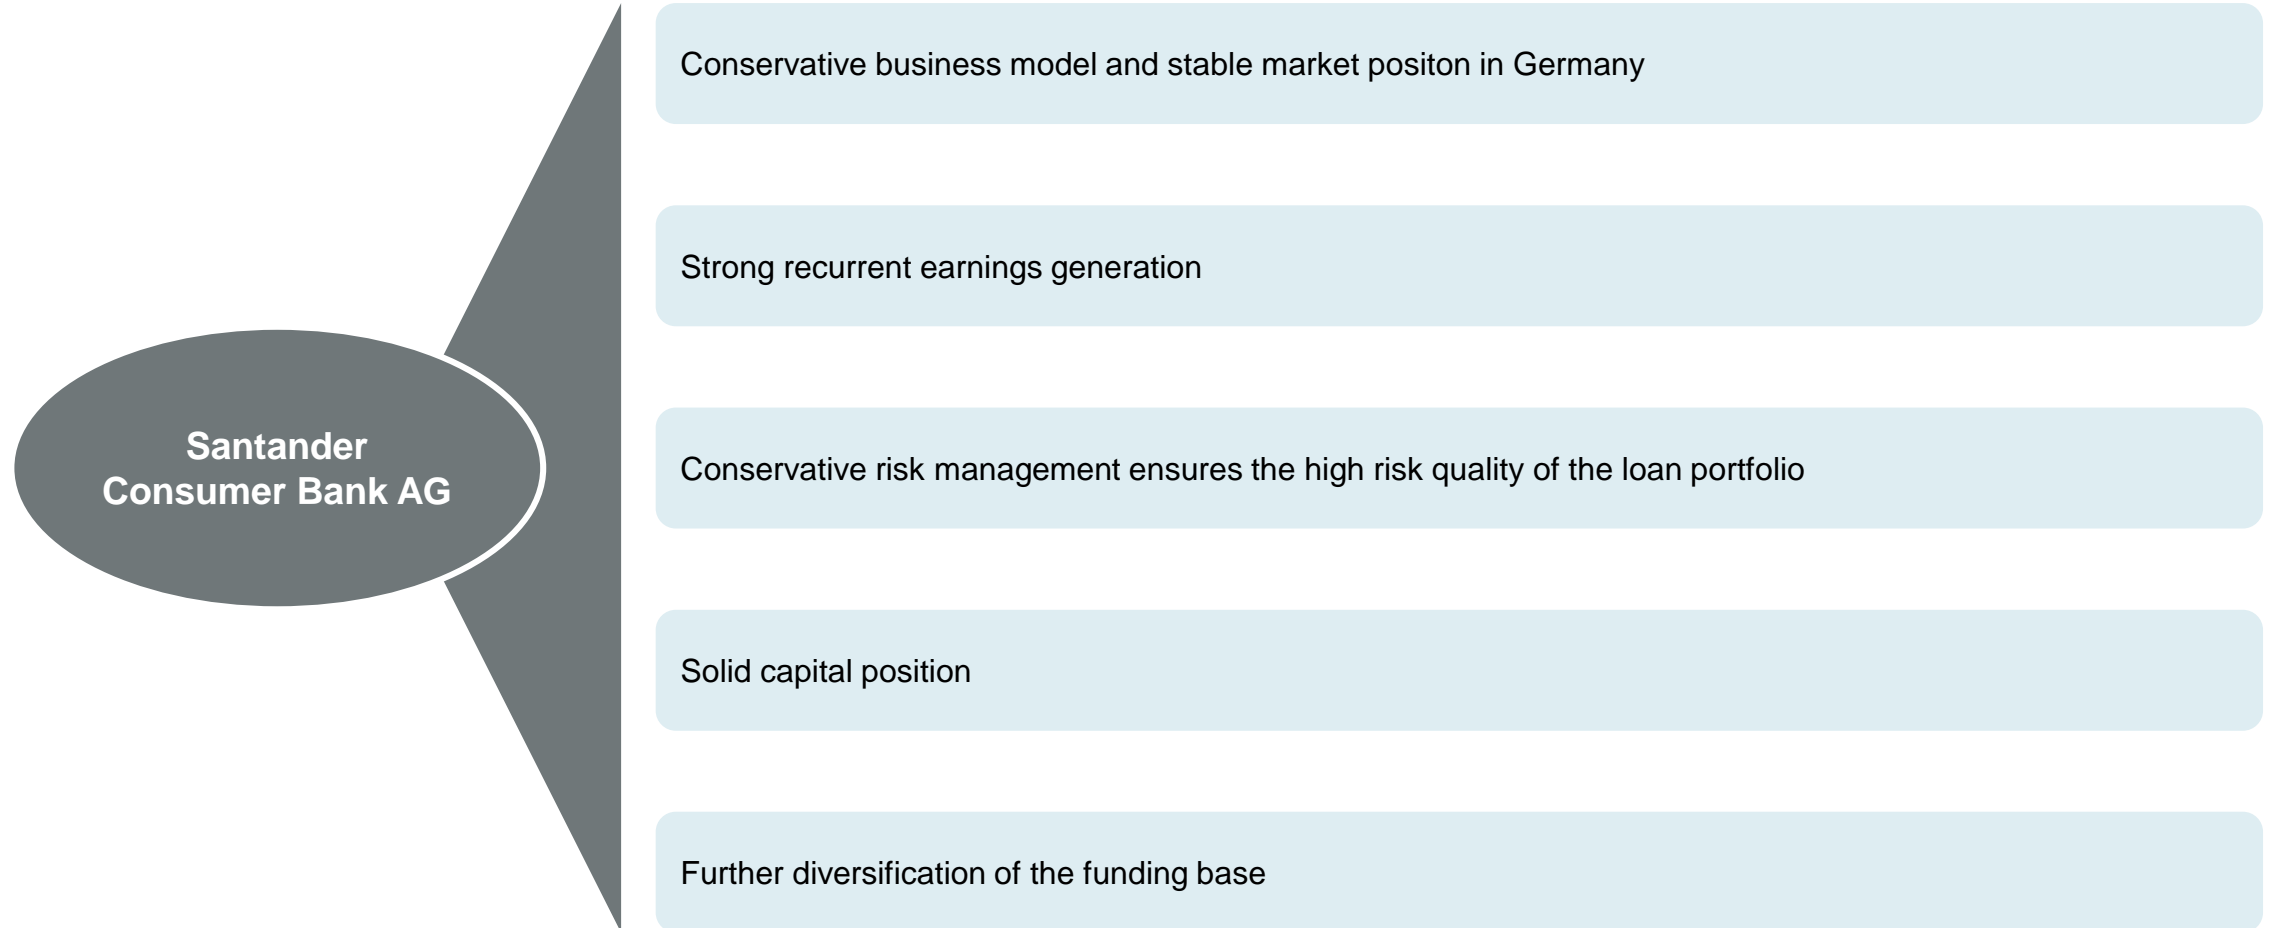 Conservative business model and stable market positon in Germany
Strong recurrent earnings generation
Santander
Consumer Bank AG
Conservative risk management ensures the high risk quality of the loan portfolio
Solid capital position
Further diversification of the funding base